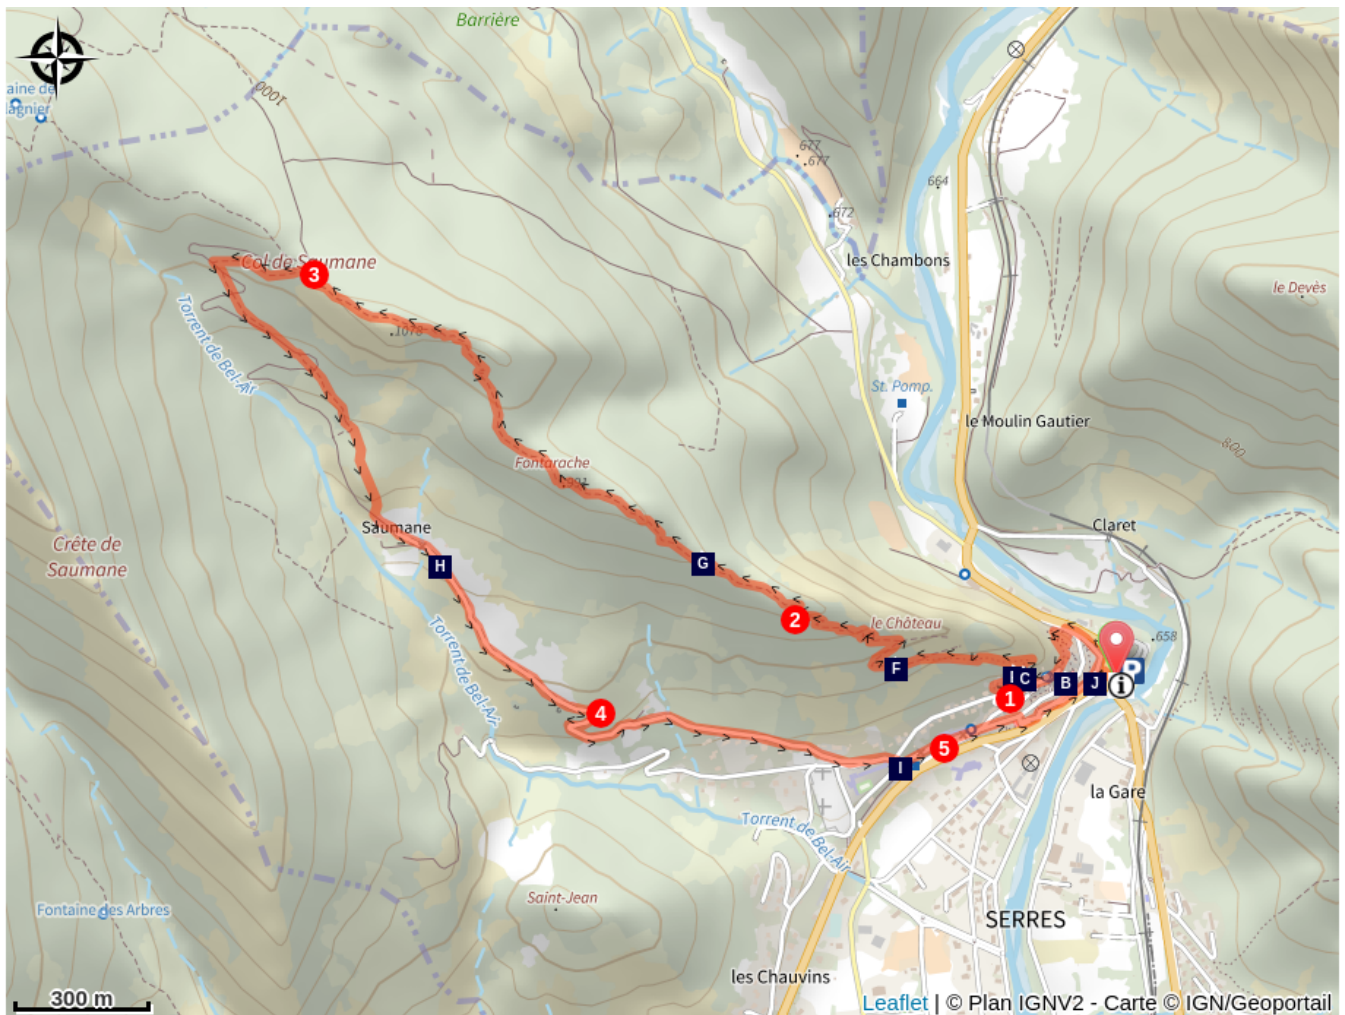 Barrière
aine de
agnier
1000
677
677
664
672
les Chambons
Col de Saumane
3
le Devès
1078
Torrent de Bel-Air
St. Pomp.
le Moulin Gautier
800
Fontarache
Claret
Saumane
Crête de
Saumane
H
G
2
le Château
658
F
I
C
B
J
i
P
1
Torrent de Bel-Air
4
5
I
la Gare
Torrent de Bel-Air
Saint-Jean
Fontaine des Arbres
SERRES
les Chauvins
300 m
Leaflet | © Plan IGNV2 - Carte © IGN/Geoportail